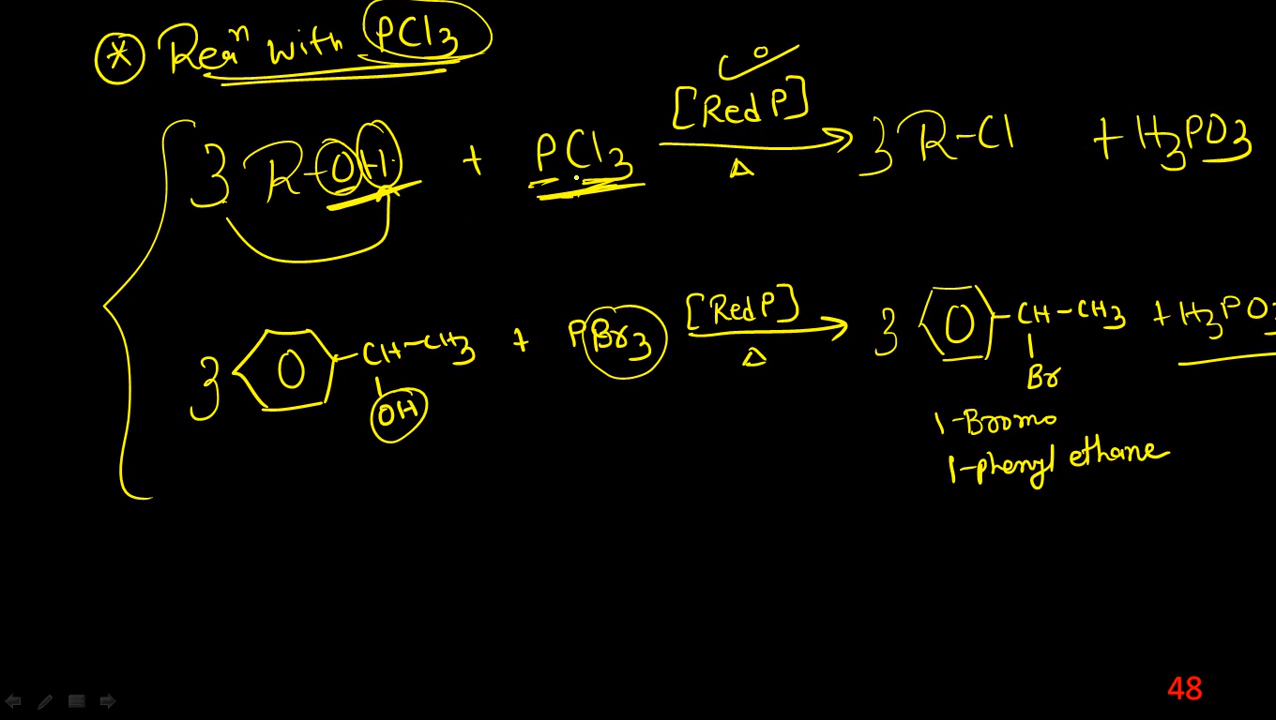 * Reaⁿ with PCl3
3 R-OH + PCl3 [Red P] Δ → 3 R-Cl + H3PO3
3 CH-CH3 OH + PBr3 [Red P] Δ → 3 CH-CH3 Br + H3PO3
1-Bromo
1-phenyl ethane
48